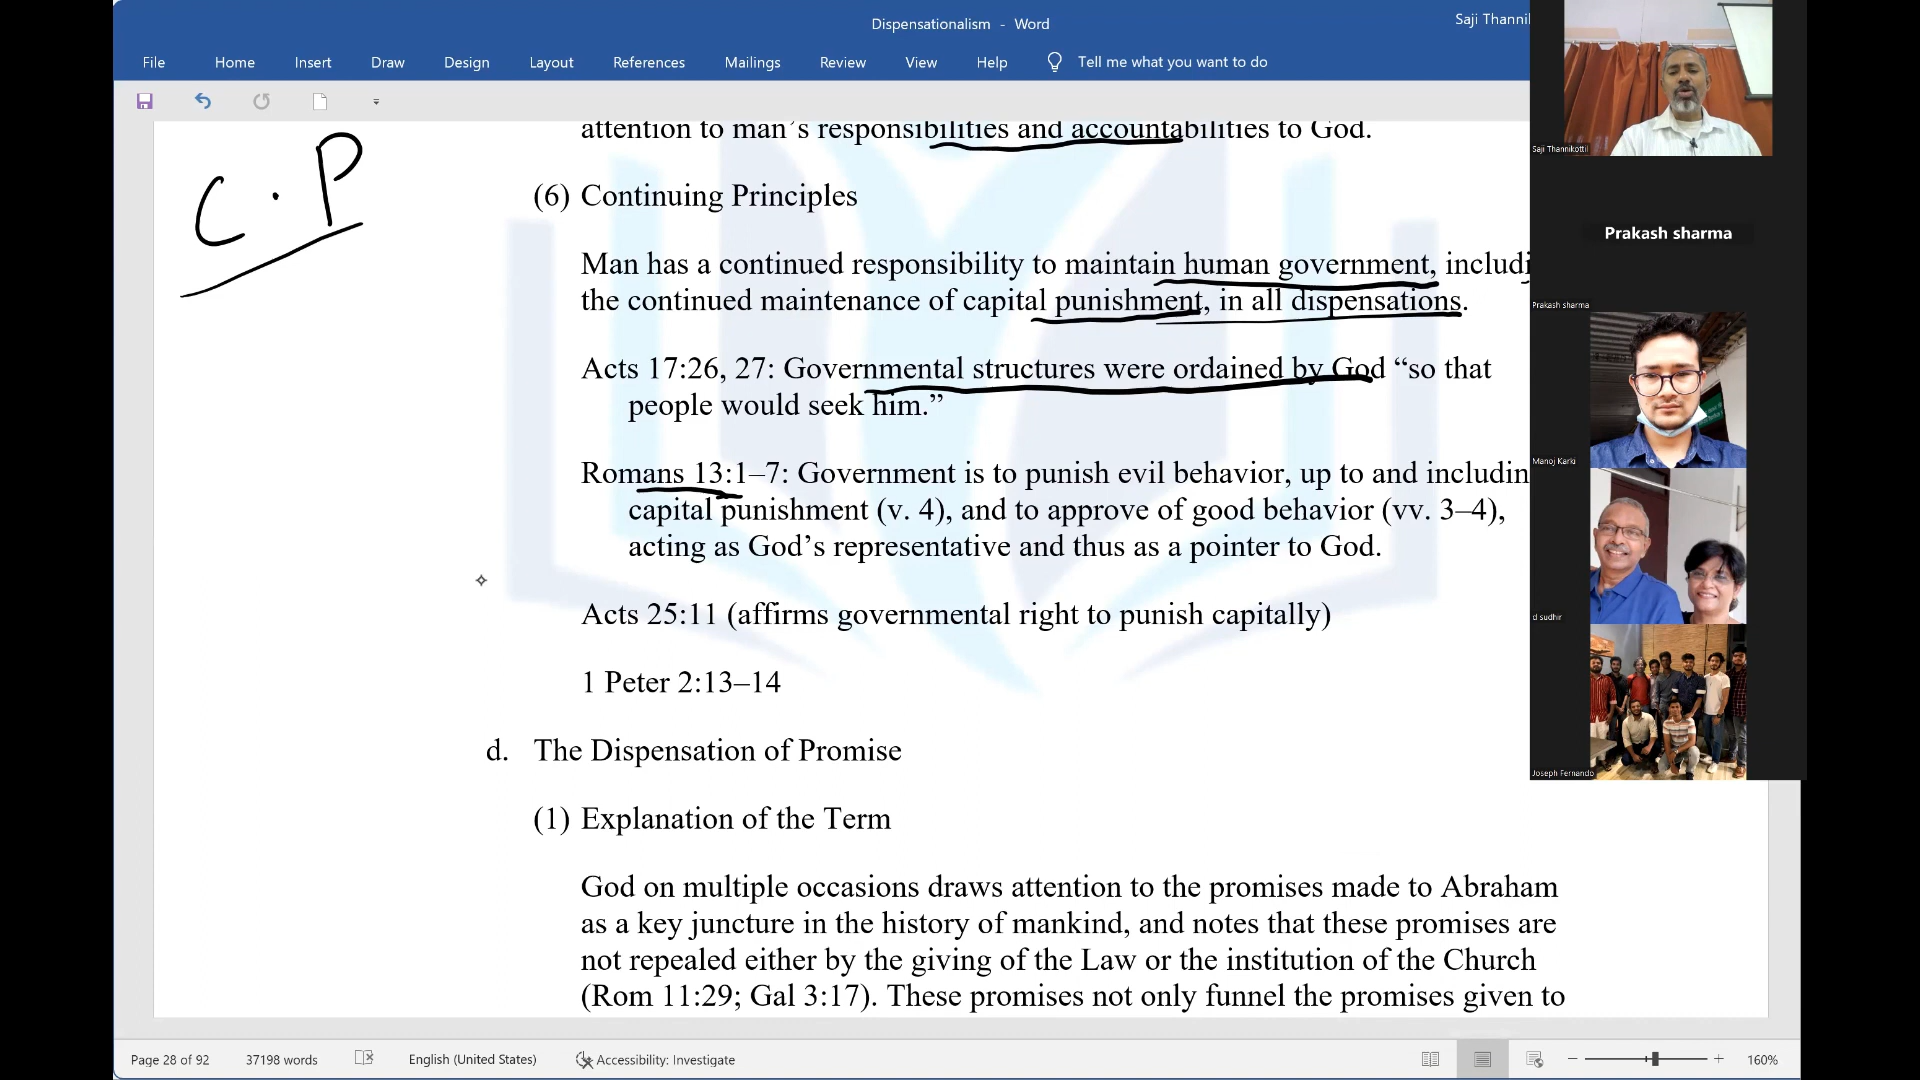 Dispensationalism - Word
Saji Thannil
File Home Insert Draw Design Layout References Mailings Review View Help Tell me what you want to do
C.P
attention to man’s responsibilities and accountabilities to God.
(6) Continuing Principles
Man has a continued responsibility to maintain human government, includi
the continued maintenance of capital punishment, in all dispensations.
Acts 17:26, 27: Governmental structures were ordained by God “so that
people would seek him.”
Romans 13:1–7: Government is to punish evil behavior, up to and includin
capital punishment (v. 4), and to approve of good behavior (vv. 3–4),
acting as God’s representative and thus as a pointer to God.
Acts 25:11 (affirms governmental right to punish capitally)
1 Peter 2:13–14
d. The Dispensation of Promise
(1) Explanation of the Term
God on multiple occasions draws attention to the promises made to Abraham
as a key juncture in the history of mankind, and notes that these promises are
not repealed either by the giving of the Law or the institution of the Church
(Rom 11:29; Gal 3:17). These promises not only funnel the promises given to
Page 28 of 92 37198 words English (United States) Accessibility: Investigate 160%
Saji Thannikottil
Prakash sharma
Prakash sharma
Manoj Karki
d sudhir
Joseph Fernando